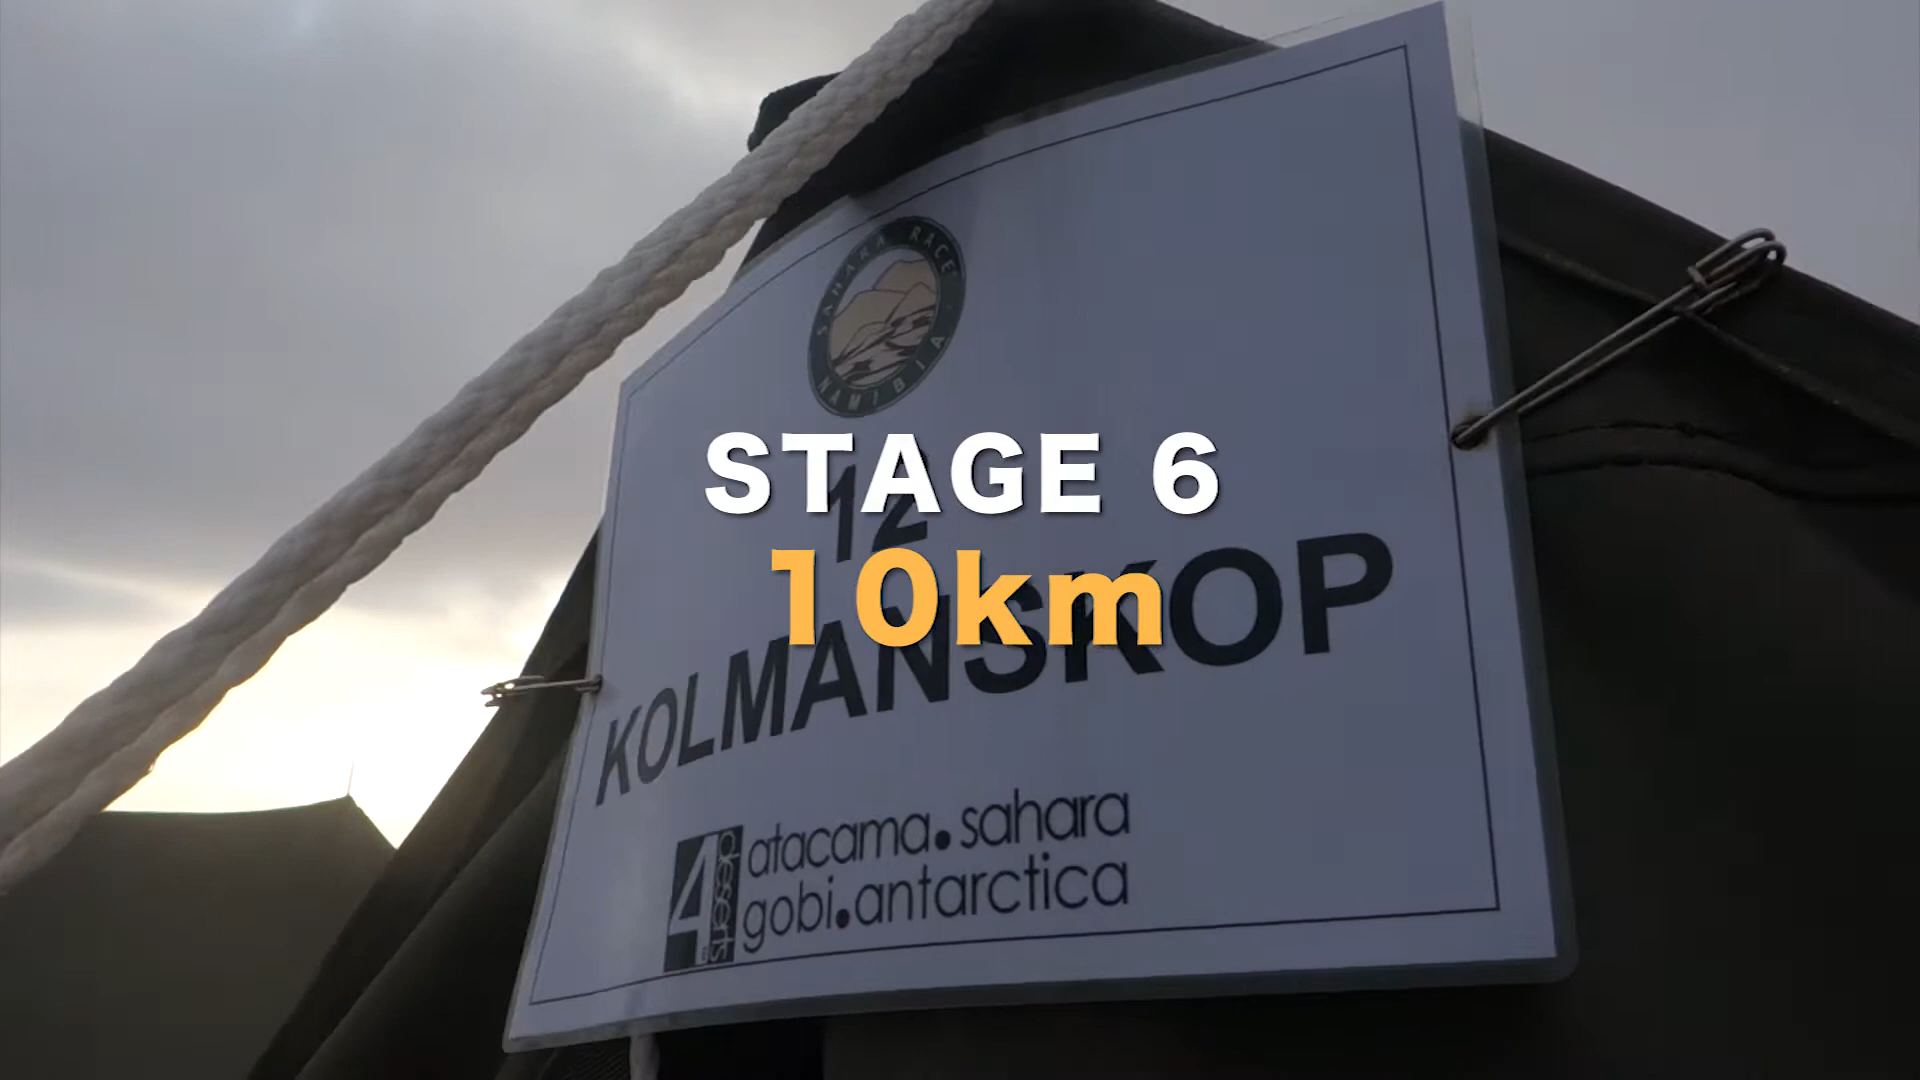 SAHARA RACE
NAMIBIA
STAGE 6
12
10km
KOLMANSKOP
4 deserts
atacama.sahara
gobi.antarctica